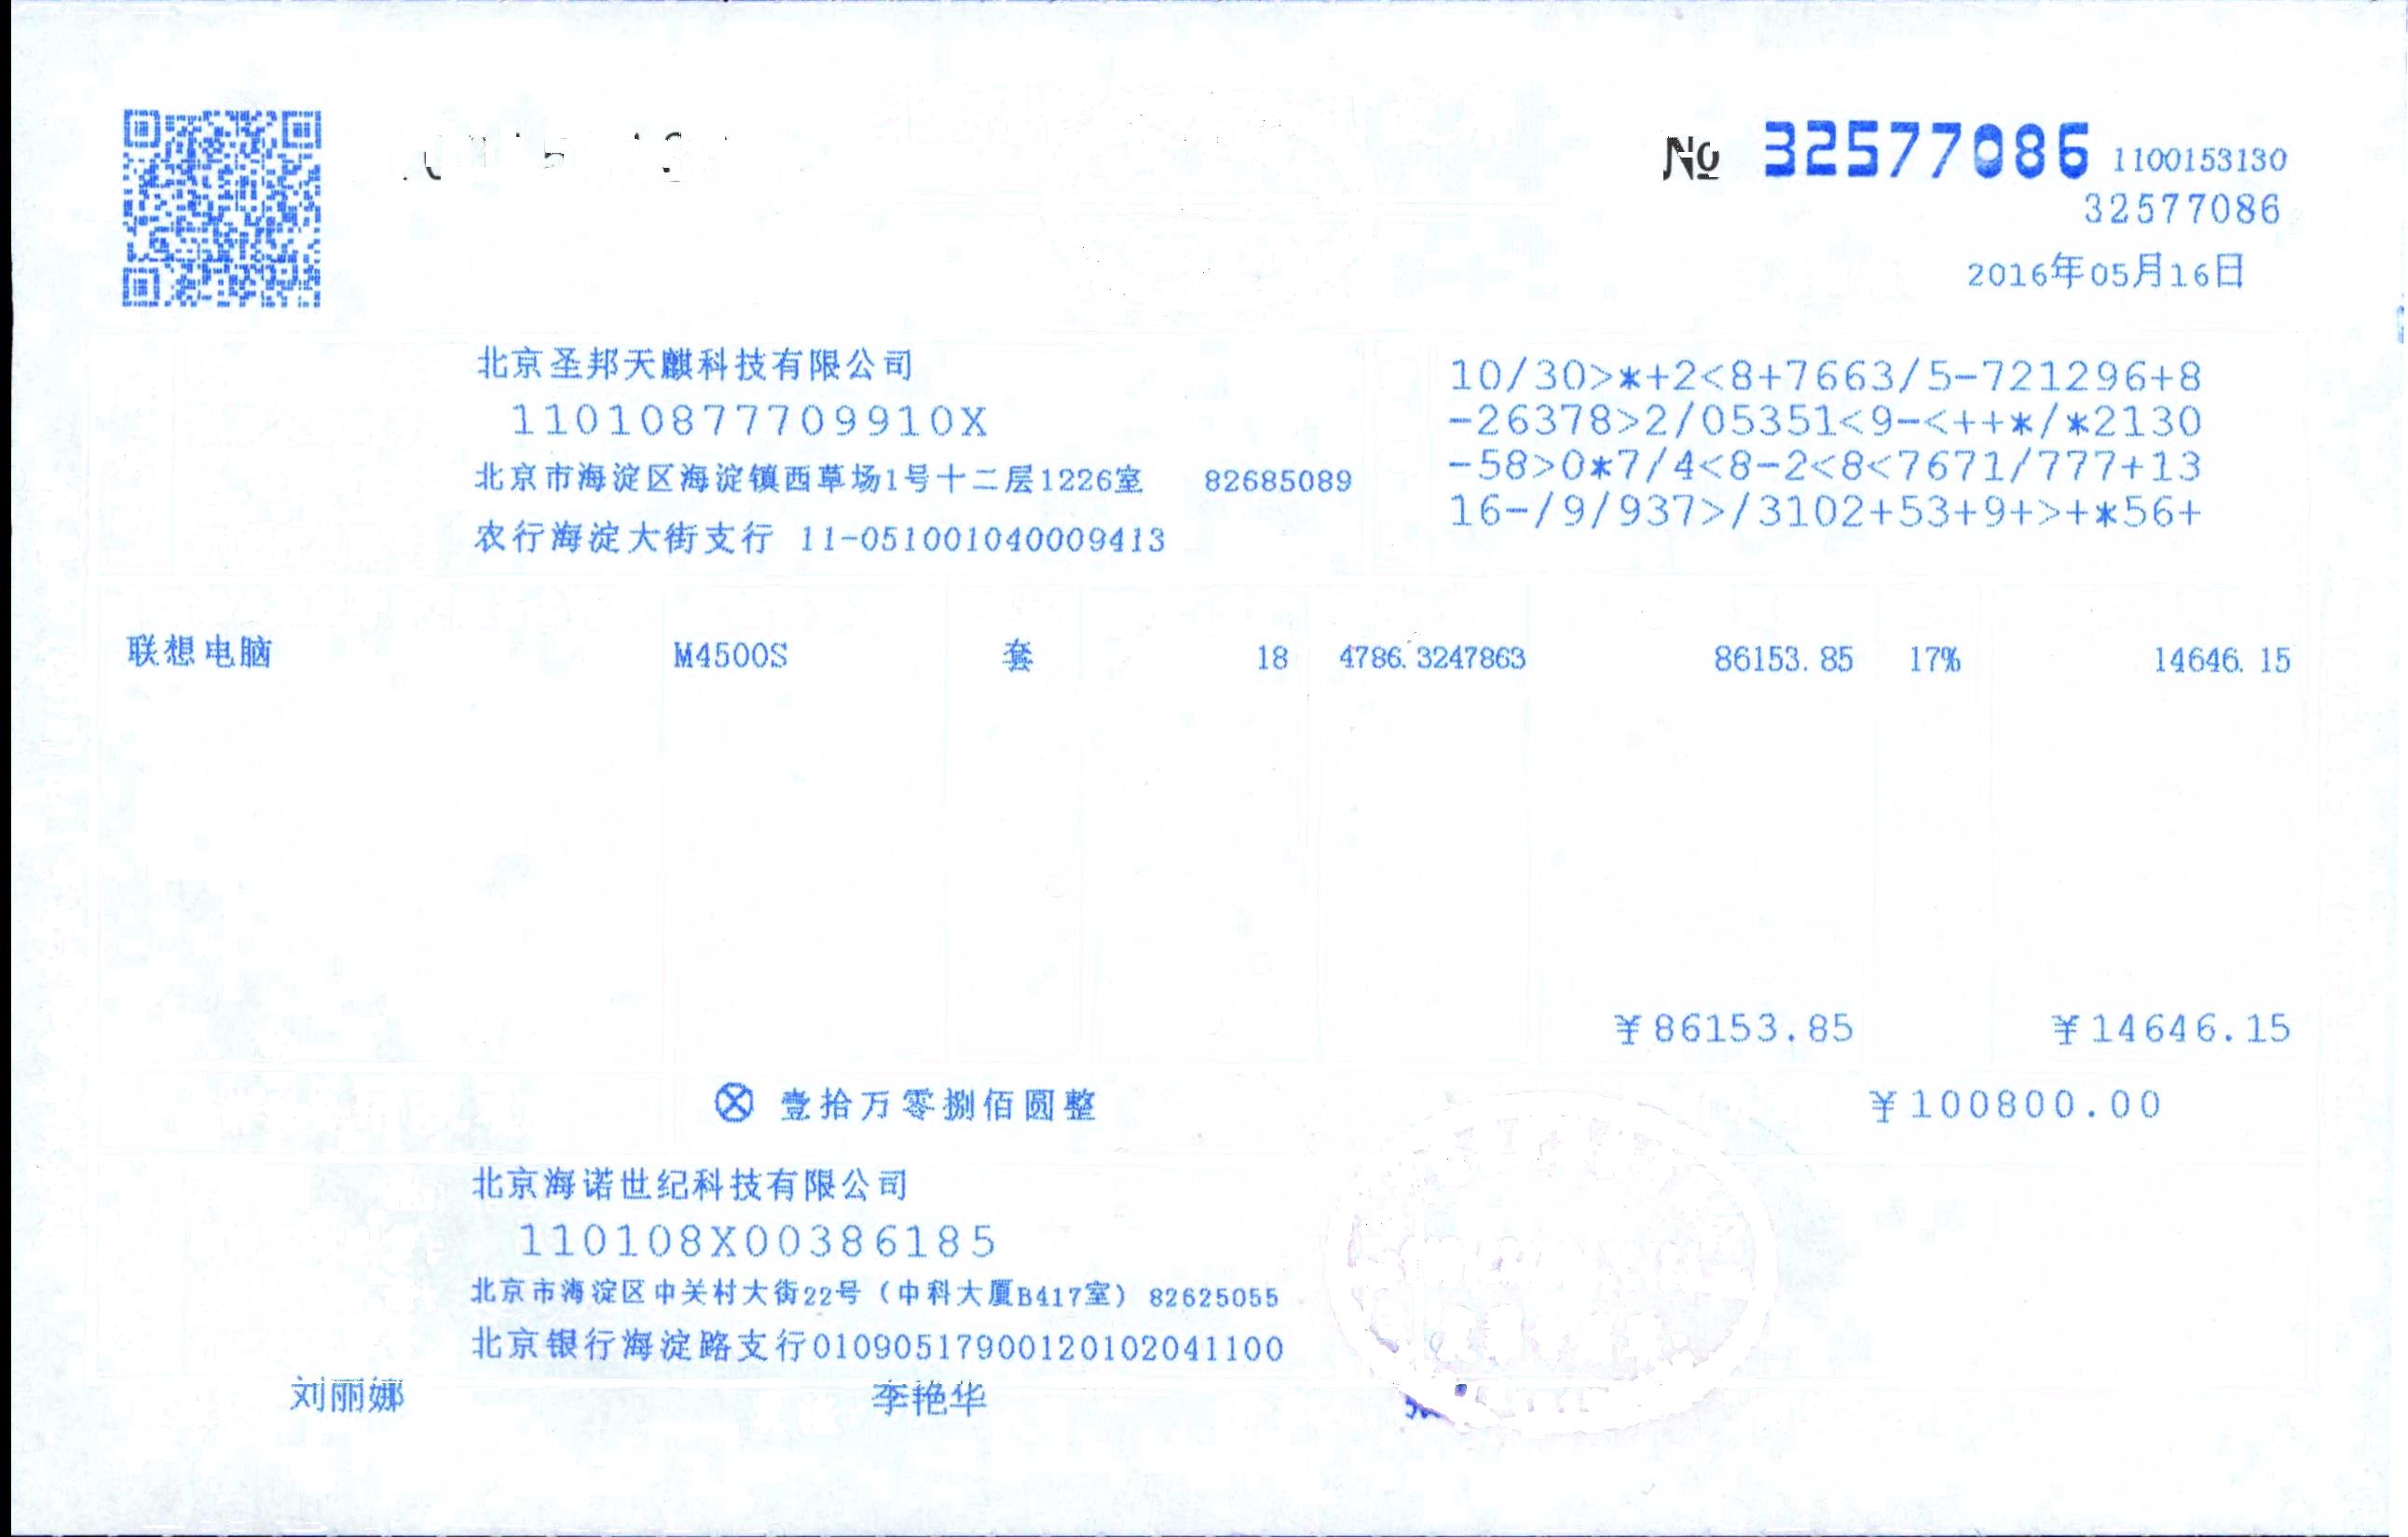 № 32577086 1100153130
32577086
2016年05月16日
北京圣邦天麒科技有限公司
11010877709910X
北京市海淀区海淀镇西草场1号十二层1226室 82685089
农行海淀大街支行 11-051001040009413
10/30>*+2<8+7663/5-721296+8
-26378>2/05351<9-<++*/*2130
-58>0*7/4<8-2<8<7671/777+13
16-/9/937>/3102+53+9+>+*56+
联想电脑 M4500S 套 18 4786.3247863 86153.85 17% 14646.15
¥86153.85 ¥14646.15
ⓧ 壹拾万零捌佰圆整 ¥100800.00
北京海诺世纪科技有限公司
110108X00386185
北京市海淀区中关村大街22号（中科大厦B417室） 82625055
北京银行海淀路支行01090517900120102041100
刘丽娜 李艳华